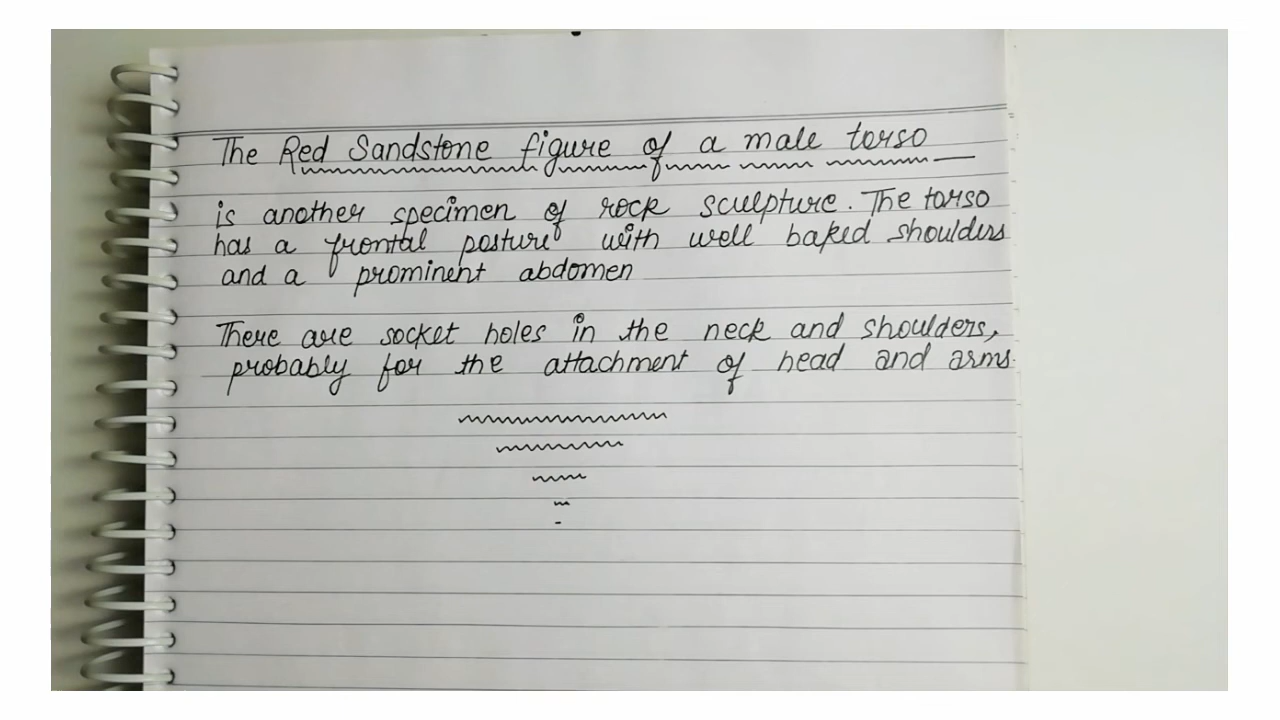 The Red Sandstone figure of a male torso
is another specimen of rock sculpture. The torso
has a frontal posture with well baked shoulders
and a prominent abdomen
There are socket holes in the neck and shoulders,
probably for the attachment of head and arms.